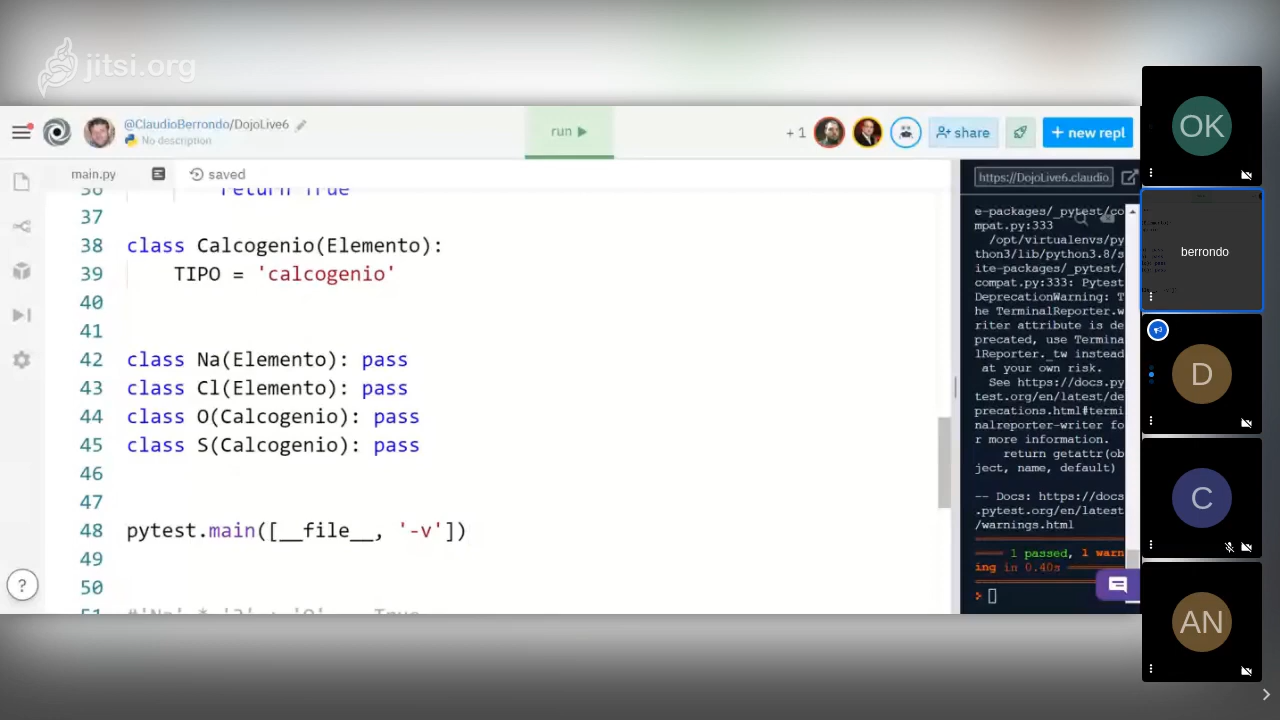 jitsi.org
@ClaudioBerrondo/DojoLive6
No description
run
+ 1
share
+ new repl
main.py
saved
https://DojoLive6.claudio
36 return True
37
38 class Calcogenio(Elemento):
39 TIPO = 'calcogenio'
40
41
42 class Na(Elemento): pass
43 class Cl(Elemento): pass
44 class O(Calcogenio): pass
45 class S(Calcogenio): pass
46
47
48 pytest.main([__file__, '-v'])
49
50
51
?
e-packages/_pytest/co
mpat.py:333
/opt/virtualenvs/py
thon3/lib/python3.8/s
ite-packages/_pytest/
compat.py:333: Pytest
DeprecationWarning: T
he TerminalReporter.w
riter attribute is de
precated, use Termina
lReporter._tw instead
at your own risk.
See https://docs.py
test.org/en/latest/de
precations.html#termi
nalreporter-writer fo
r more information.
return getattr(ob
ject, name, default)
-- Docs: https://docs
.pytest.org/en/latest
/warnings.html
1 passed, 1 warn
ing in 0.40s
OK
berrondo
D
C
AN